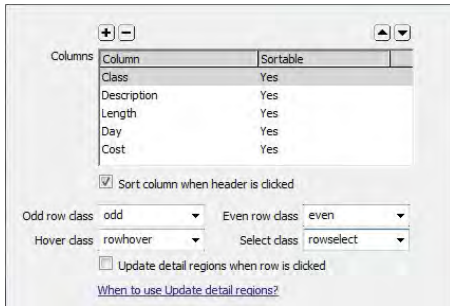 Columns
Column Sortable
Class Yes
Description Yes
Length Yes
Day Yes
Cost Yes
Sort column when header is clicked
Odd row class odd Even row class even
Hover class rowhover Select class rowselect
Update detail regions when row is clicked
When to use Update detail regions?